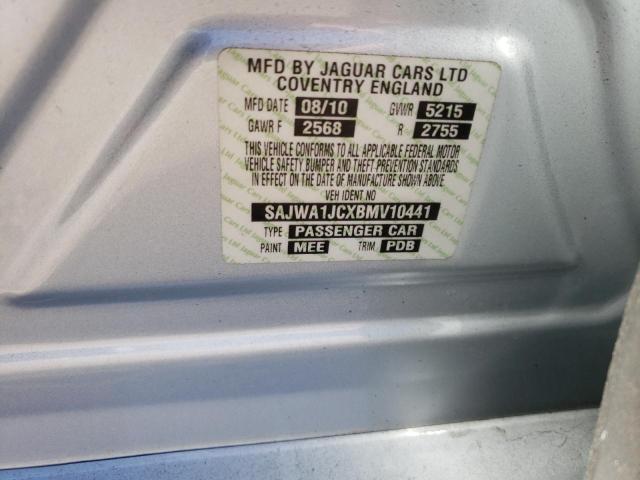 MFD BY JAGUAR CARS LTD
COVENTRY ENGLAND
MFD DATE 08/10 GVWR 5215
GAWR F 2568 R 2755
THIS VEHICLE CONFORMS TO ALL APPLICABLE FEDERAL MOTOR
VEHICLE SAFETY BUMPER AND THEFT PREVENTION STANDARDS
IN EFFECT ON THE DATE OF MANUFACTURE SHOWN ABOVE
VEH IDENT NO
SAJWA1JCXBMV10441
TYPE PASSENGER CAR
PAINT MEE TRIM PDB